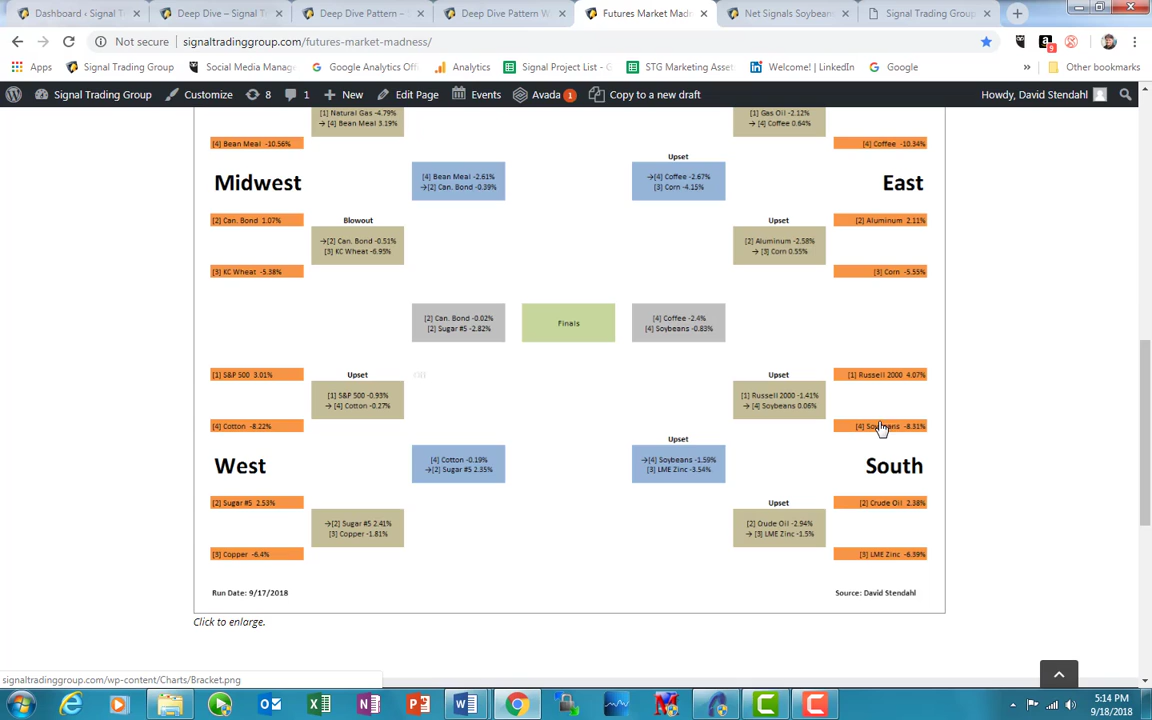 Dashboard ‹ Signal T
Deep Dive – Signal T
Deep Dive Pattern –
Deep Dive Pattern W
Futures Market Madn
Net Signals Soybean
Signal Trading Group
Not secure | signaltradinggroup.com/futures-market-madness/
9
Apps
Signal Trading Group
Social Media Manag
Google Analytics Offi
Analytics
Signal Project List - G
STG Marketing Asset
Welcome! | LinkedIn
Google
»
Other bookmarks
Signal Trading Group
Customize
8
1
New
Edit Page
Events
Avada 1
Copy to a new draft
Howdy, David Stendahl
[1] Natural Gas -4.79%
→ [4] Bean Meal 3.19%
[1] Gas Oil -2.12%
→ [4] Coffee 0.64%
[4] Bean Meal -10.56%
[4] Coffee -10.34%
Upset
[4] Bean Meal -2.61%
→[2] Can. Bond -0.39%
→[4] Coffee -2.67%
[3] Corn -4.15%
Midwest
East
[2] Can. Bond 1.07%
Blowout
Upset
[2] Aluminum 2.11%
→[2] Can. Bond -0.51%
[3] KC Wheat -6.95%
[2] Aluminum -2.58%
→ [3] Corn 0.55%
[3] KC Wheat -5.38%
[3] Corn -5.55%
[2] Can. Bond -0.02%
[2] Sugar #5 -2.82%
Finals
[4] Coffee -2.4%
[4] Soybeans -0.83%
[1] S&P 500 3.01%
Upset
Upset
[1] Russell 2000 4.07%
[1] S&P 500 -0.93%
→ [4] Cotton -0.27%
[1] Russell 2000 -1.41%
→ [4] Soybeans 0.06%
[4] Cotton -8.22%
[4] Soybeans -8.31%
Upset
[4] Cotton -0.19%
→[2] Sugar #5 2.35%
→[4] Soybeans -1.59%
[3] LME Zinc -3.54%
West
South
[2] Sugar #5 2.53%
Upset
[2] Crude Oil 2.38%
→[2] Sugar #5 2.41%
[3] Copper -1.81%
[2] Crude Oil -2.94%
→ [3] LME Zinc -1.5%
[3] Copper -6.4%
[3] LME Zinc -6.39%
Run Date: 9/17/2018
Source: David Stendahl
Click to enlarge.
signaltradinggroup.com/wp-content/Charts/Bracket.png
5:14 PM
9/18/2018